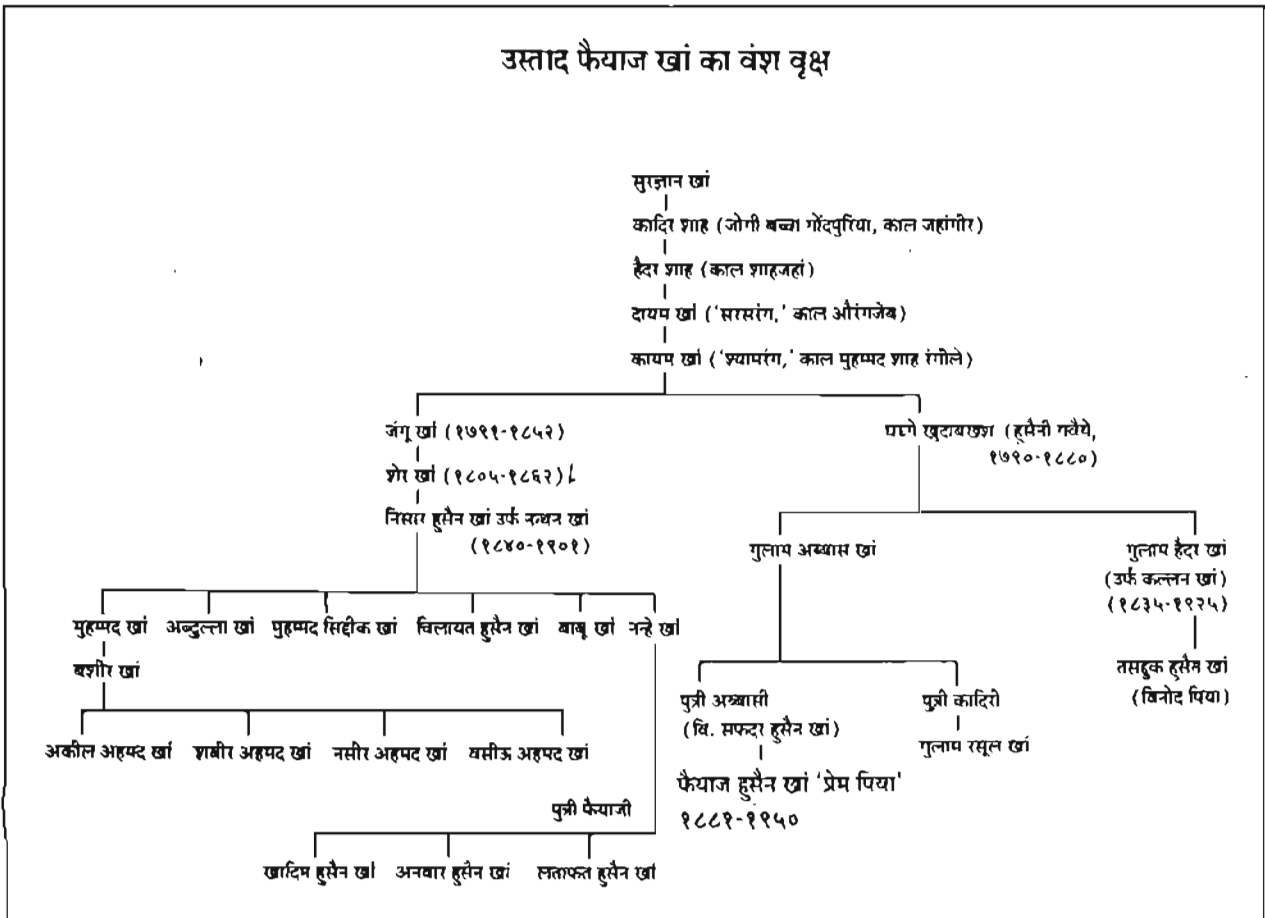 उस्ताद फैयाज खां का वंश वृक्ष
सुरज्ञान खां
कादिर शाह (जोगी बच्चा गोंदपुरिया, काल जहांगीर)
हैदर शाह (काल शाहजहां)
दायम खां ('सरसरंग,' काल औरंगजेब)
कायम खां ('श्यामरंग,' काल मुहम्मद शाह रंगीले)
जंगू खां (१७९१-१८५२)
घग्गे खुदाबख्श (हुसैनी गवैये,
१७९०-१८८०)
शेर खां (१८०५-१८६२)
निसार हुसैन खां उर्फ नत्थन खां
(१८४०-१९०१)
गुलाम अब्बास खां
गुलाम हैदर खां
(उर्फ कल्लन खां)
(१८३५-१९२५)
मुहम्मद खां अब्दुल्ला खां मुहम्मद सिद्दीक खां विलायत हुसैन खां बाबू खां नन्हे खां
बशीर खां
तसद्दुक हुसैन खां
(विनोद पिया)
पुत्री अब्बासी
(वि. सफदर हुसैन खां)
पुत्री कादिरी
गुलाम रसूल खां
अकील अहमद खां शबीर अहमद खां नसीर अहमद खां वसीऊ अहमद खां
फैयाज हुसैन खां 'प्रेम पिया'
१८८१-१९५०
पुत्री फैयाजी
खादिम हुसैन खां अनवार हुसैन खां लताफत हुसैन खां